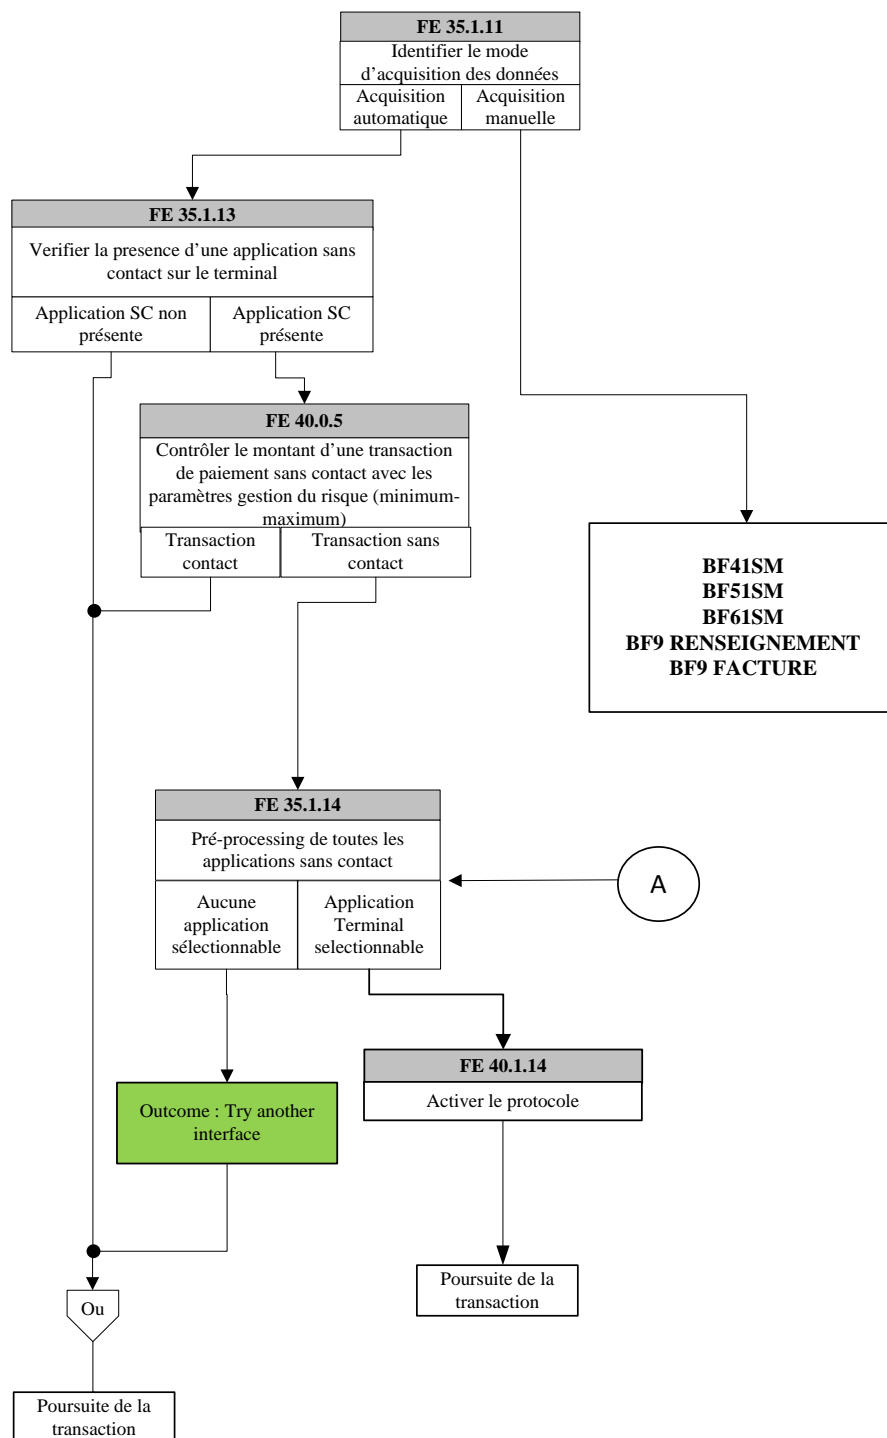 FE 35.1.11
Identifier le mode
d’acquisition des données
Acquisition
automatique
Acquisition
manuelle
FE 35.1.13
Verifier la presence d’une application sans
contact sur le terminal
Application SC non
présente
Application SC
présente
FE 40.0.5
Contrôler le montant d’une transaction
de paiement sans contact avec les
paramètres gestion du risque (minimum-
maximum)
Transaction
contact
Transaction sans
contact
BF41SM
BF51SM
BF61SM
BF9 RENSEIGNEMENT
BF9 FACTURE
FE 35.1.14
Pré-processing de toutes les
applications sans contact
Aucune
application
sélectionnable
Application
Terminal
selectionnable
A
FE 40.1.14
Activer le protocole
Outcome : Try another
interface
Poursuite de la
transaction
Ou
Poursuite de la
transaction